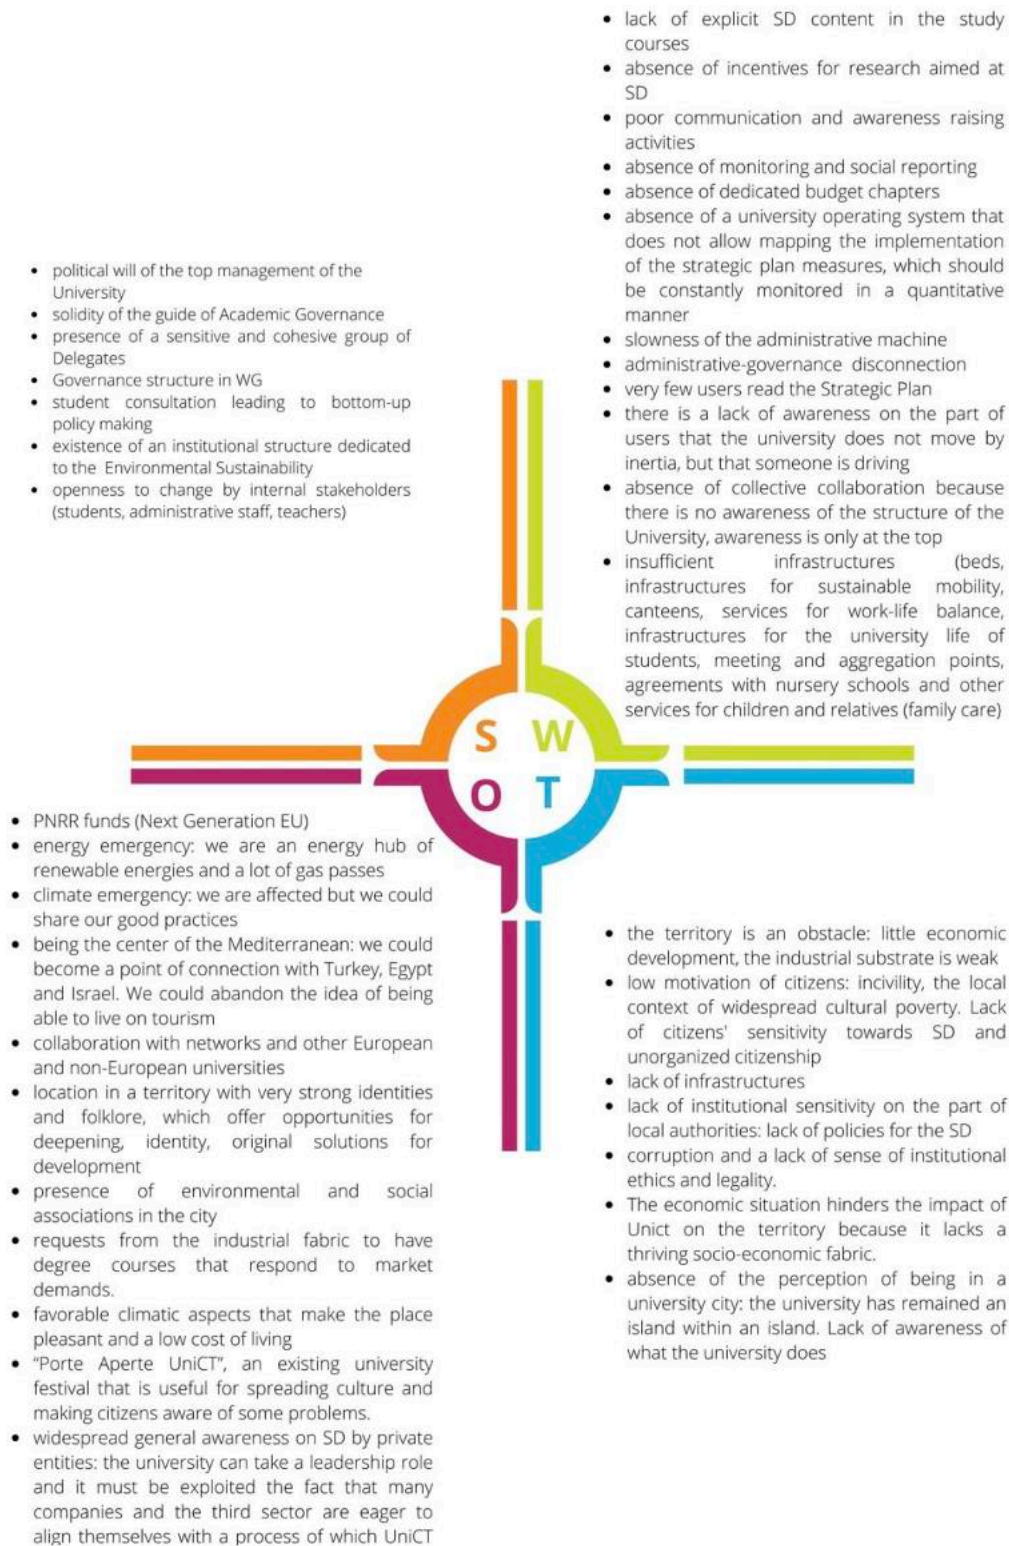 • political will of the top management of the
University
• solidity of the guide of Academic Governance
• presence of a sensitive and cohesive group of
Delegates
• Governance structure in WG
• student consultation leading to bottom-up
policy making
• existence of an institutional structure dedicated
to the Environmental Sustainability
• openness to change by internal stakeholders
(students, administrative staff, teachers)
• lack of explicit SD content in the study
courses
• absence of incentives for research aimed at
SD
• poor communication and awareness raising
activities
• absence of monitoring and social reporting
• absence of dedicated budget chapters
• absence of a university operating system that
does not allow mapping the implementation
of the strategic plan measures, which should
be constantly monitored in a quantitative
manner
• slowness of the administrative machine
• administrative-governance disconnection
• very few users read the Strategic Plan
• there is a lack of awareness on the part of
users that the university does not move by
inertia, but that someone is driving
• absence of collective collaboration because
there is no awareness of the structure of the
University, awareness is only at the top
• insufficient infrastructures (beds,
infrastructures for sustainable mobility,
canteens, services for work-life balance,
infrastructures for the university life of
students, meeting and aggregation points,
agreements with nursery schools and other
services for children and relatives (family care)
S W
O T
• PNRR funds (Next Generation EU)
• energy emergency: we are an energy hub of
renewable energies and a lot of gas passes
• climate emergency: we are affected but we could
share our good practices
• being the center of the Mediterranean: we could
become a point of connection with Turkey, Egypt
and Israel. We could abandon the idea of being
able to live on tourism
• collaboration with networks and other European
and non-European universities
• location in a territory with very strong identities
and folklore, which offer opportunities for
deepening, identity, original solutions for
development
• presence of environmental and social
associations in the city
• requests from the industrial fabric to have
degree courses that respond to market
demands.
• favorable climatic aspects that make the place
pleasant and a low cost of living
• "Porte Aperte UniCT", an existing university
festival that is useful for spreading culture and
making citizens aware of some problems.
• widespread general awareness on SD by private
entities: the university can take a leadership role
and it must be exploited the fact that many
companies and the third sector are eager to
align themselves with a process of which UniCT
• the territory is an obstacle: little economic
development, the industrial substrate is weak
• low motivation of citizens: incivility, the local
context of widespread cultural poverty. Lack
of citizens' sensitivity towards SD and
unorganized citizenship
• lack of infrastructures
• lack of institutional sensitivity on the part of
local authorities: lack of policies for the SD
• corruption and a lack of sense of institutional
ethics and legality.
• The economic situation hinders the impact of
Unict on the territory because it lacks a
thriving socio-economic fabric.
• absence of the perception of being in a
university city: the university has remained an
island within an island. Lack of awareness of
what the university does